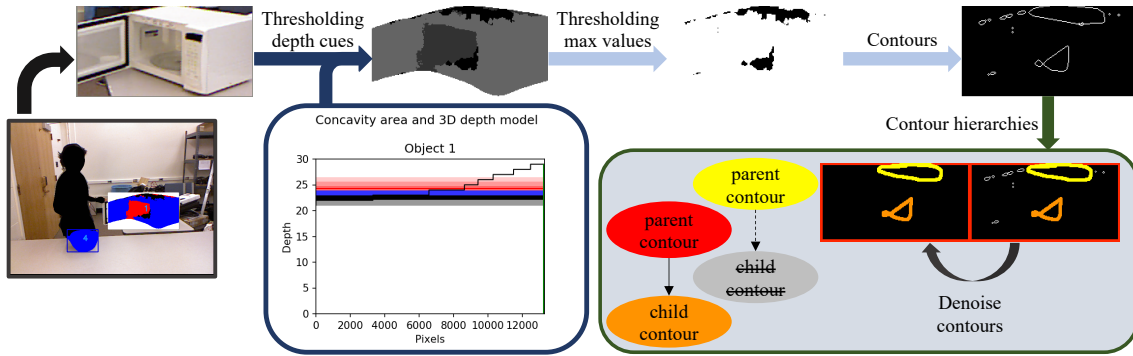 Thresholding
depth cues
Thresholding
max values
Contours
Contour hierarchies
4
Concavity area and 3D depth model
Object 1
30
25
20
15
10
5
0
Depth
0 2000 4000 6000 8000 10000 12000
Pixels
parent
contour
parent
contour
child
contour
child
contour
Denoise
contours